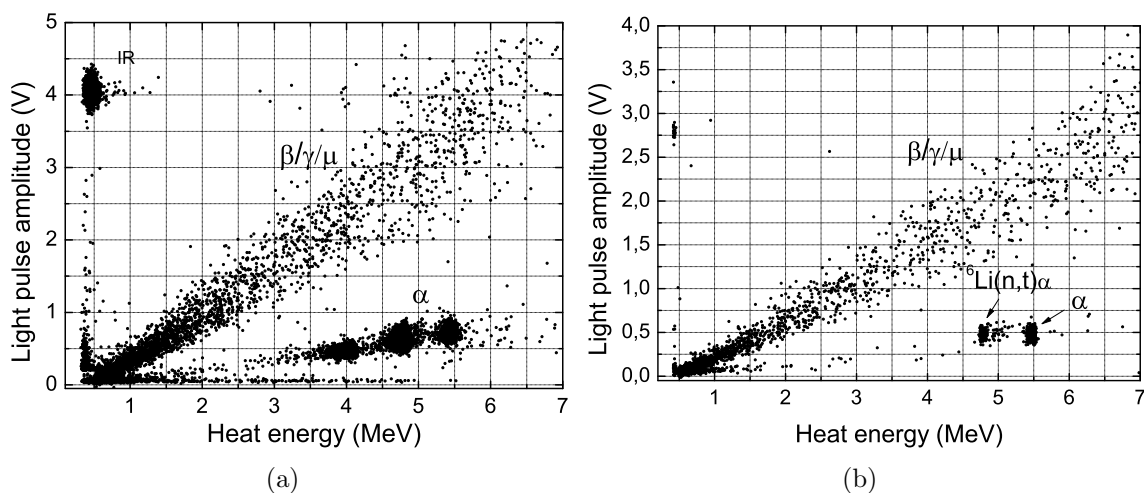 5
4
3
2
1
0
Light pulse amplitude (V)
IR
β/γ/μ
α
1 2 3 4 5 6 7
Heat energy (MeV)
(a)
4,0
3,5
3,0
2,5
2,0
1,5
1,0
0,5
0,0
Light pulse amplitude (V)
β/γ/μ
⁶Li(n,t)α
α
1 2 3 4 5 6 7
Heat energy (MeV)
(b)